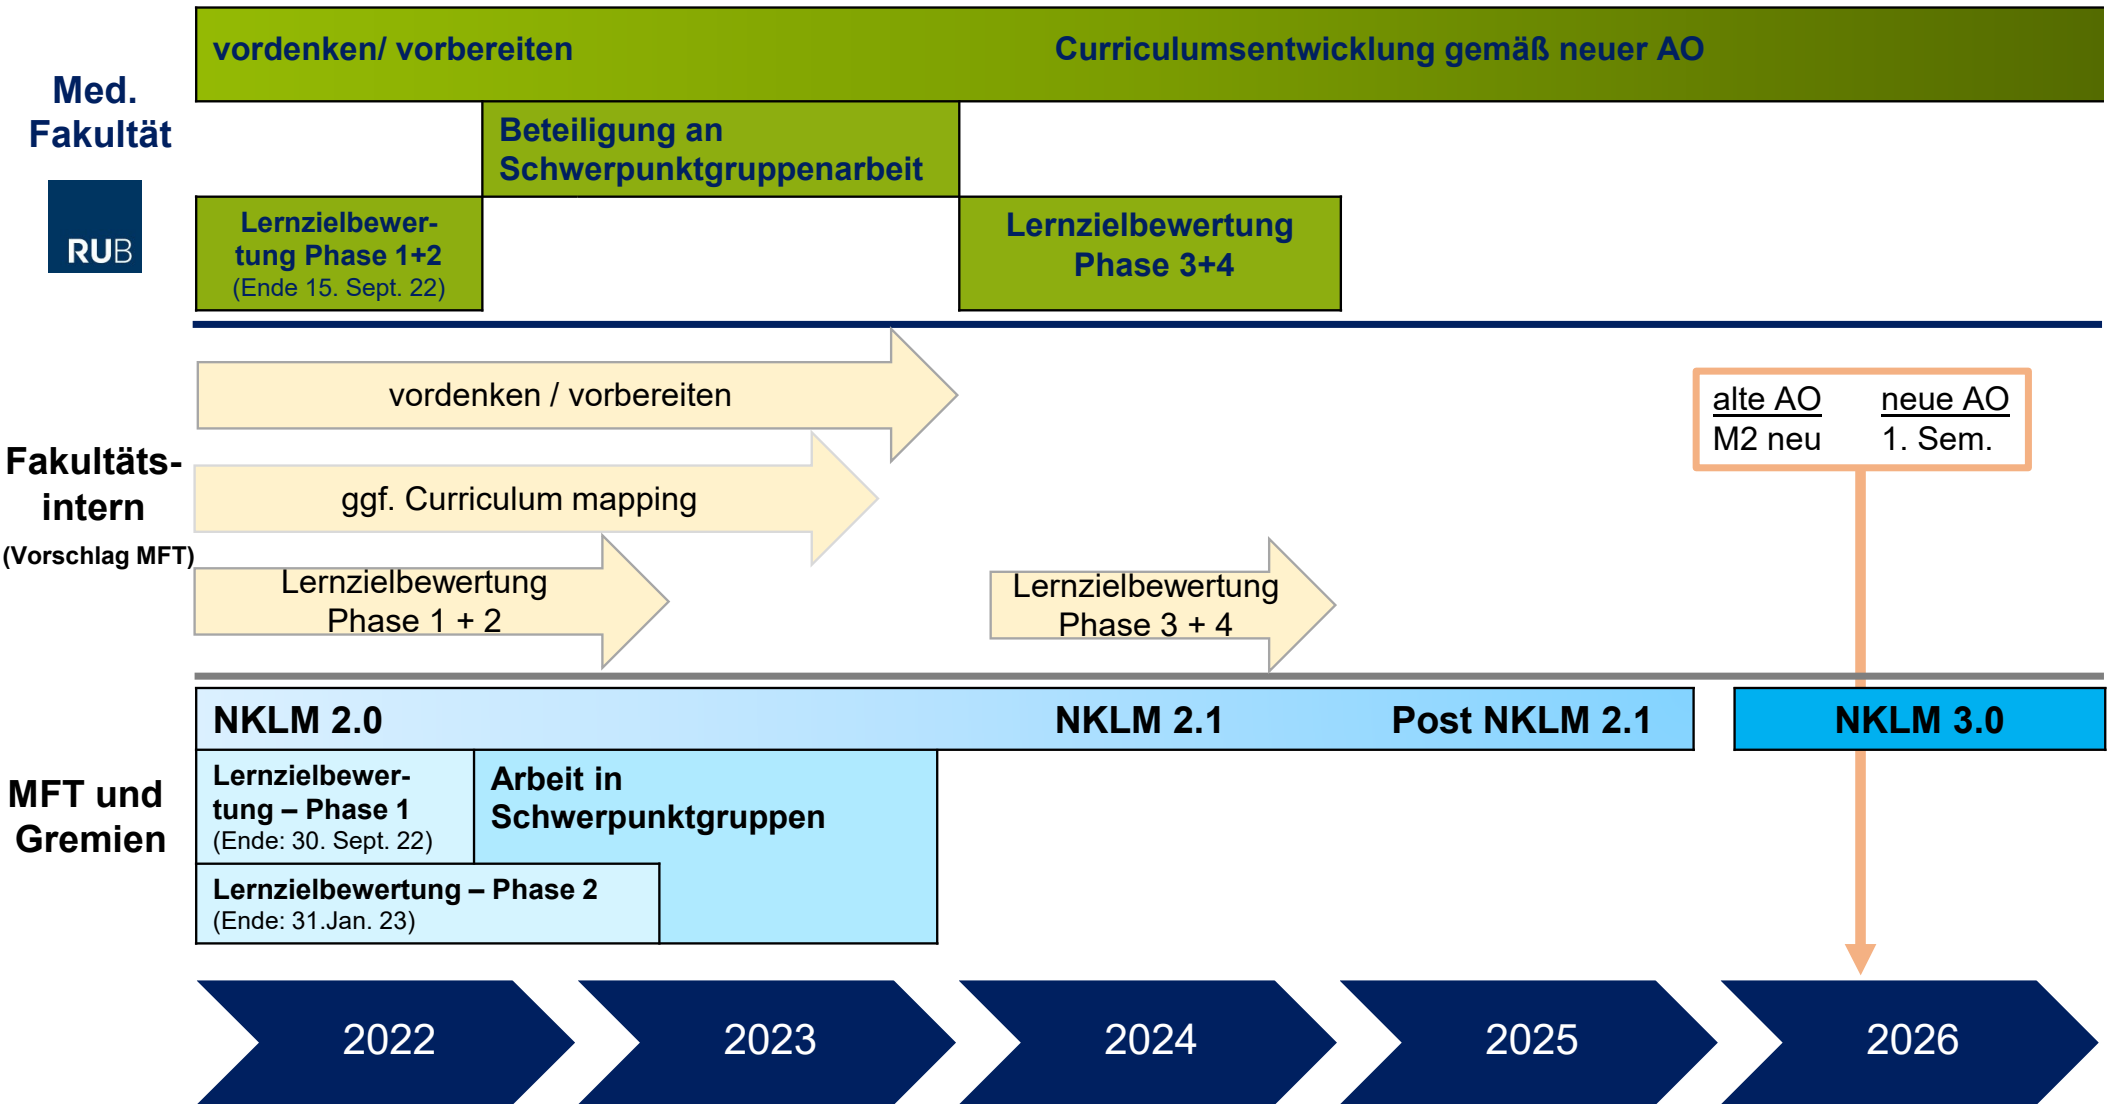 vordenken/ vorbereiten
Curriculumsentwicklung gemäß neuer AO
Med.
Fakultät
RUB
Beteiligung an
Schwerpunktgruppenarbeit
Lernzielbewer-
tung Phase 1+2
(Ende 15. Sept. 22)
Lernzielbewertung
Phase 3+4
Fakultäts-
intern
(Vorschlag MFT)
vordenken / vorbereiten
ggf. Curriculum mapping
Lernzielbewertung
Phase 1 + 2
Lernzielbewertung
Phase 3 + 4
alte AO
M2 neu
neue AO
1. Sem.
MFT und
Gremien
NKLM 2.0
NKLM 2.1
Post NKLM 2.1
NKLM 3.0
Lernzielbewer-
tung – Phase 1
(Ende: 30. Sept. 22)
Arbeit in
Schwerpunktgruppen
Lernzielbewertung – Phase 2
(Ende: 31.Jan. 23)
2022
2023
2024
2025
2026